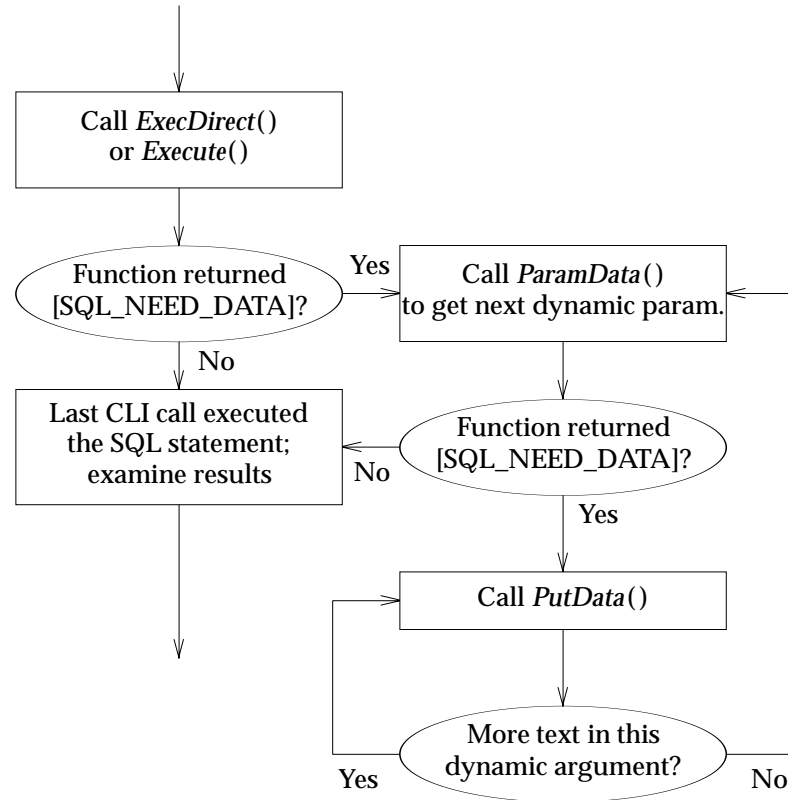 Call ExecDirect()
or Execute()
Function returned
[SQL_NEED_DATA]?
Yes
Call ParamData()
to get next dynamic param.
No
Last CLI call executed
the SQL statement;
examine results
Function returned
[SQL_NEED_DATA]?
No
Yes
Call PutData()
More text in this
dynamic argument?
Yes
No